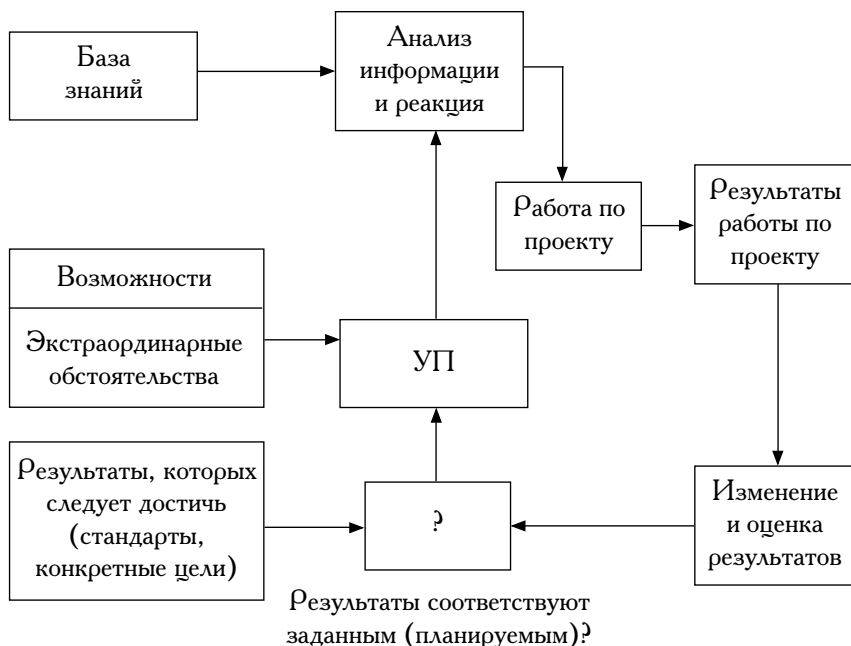 База
знаний
Анализ
информации
и реакция
Работа по
проекту
Результаты
работы по
проекту
Возможности
Экстраординарные
обстоятельства
УП
Результаты, которых
следует достичь
(стандарты,
конкретные цели)
?
Изменение
и оценка
результатов
Результаты соответствуют
заданным (планируемым)?